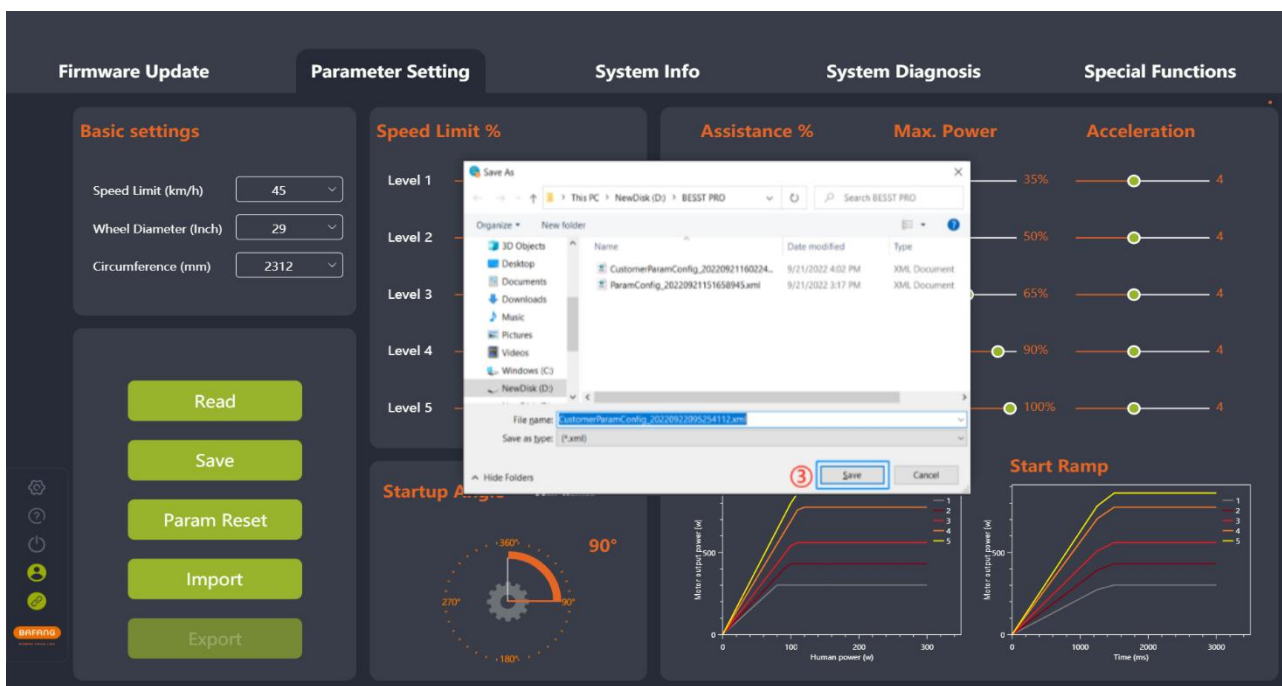 Firmware Update
Parameter Setting
System Info
System Diagnosis
Special Functions
Basic settings
Speed Limit (km/h)
45
Wheel Diameter (Inch)
29
Circumference (mm)
2312
Read
Save
Param Reset
Import
Export
BAFANG
Speed Limit %
Level 1
Level 2
Level 3
Level 4
Level 5
Assistance %
Max. Power
Acceleration
35%
4
50%
4
65%
4
90%
4
100%
4
Save As
This PC > NewDisk (D:) > BESST PRO
Search BESST PRO
Organize
New folder
3D Objects
Desktop
Documents
Downloads
Music
Pictures
Videos
Windows (C:)
NewDisk (D:)
Name
Date modified
Type
CustomerParamConfig_20220921160224...
9/21/2022 4:02 PM
XML Document
ParamConfig_20220921151658945.xml
9/21/2022 3:17 PM
XML Document
File name:
CustomerParamConfig_20220922095254112.xml
Save as type:
(*.xml)
Hide Folders
③
Save
Cancel
Startup Angle
90°
360°
270°
90°
180°
Motor output power (w)
500
0
0
100
200
300
Human power (w)
1
2
3
4
5
Start Ramp
Motor output power (w)
500
0
0
1000
2000
3000
Time (ms)
1
2
3
4
5